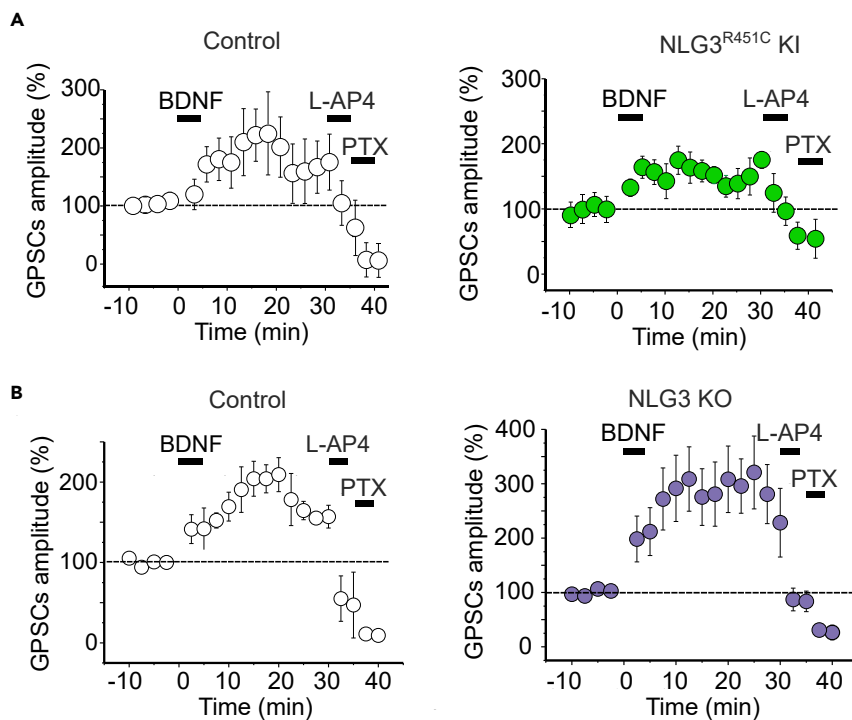 A
Control
GPSCs amplitude (%)
300
200
100
0
BDNF
L-AP4
PTX
-10 0 10 20 30 40
Time (min)
NLG3R451C KI
GPSCs amplitude (%)
300
200
100
0
BDNF
L-AP4
PTX
-10 0 10 20 30 40
Time (min)
B
Control
GPSCs amplitude (%)
200
100
0
BDNF
L-AP4
PTX
-10 0 10 20 30 40
Time (min)
NLG3 KO
GPSCs amplitude (%)
400
300
200
100
0
BDNF
L-AP4
PTX
-10 0 10 20 30 40
Time (min)